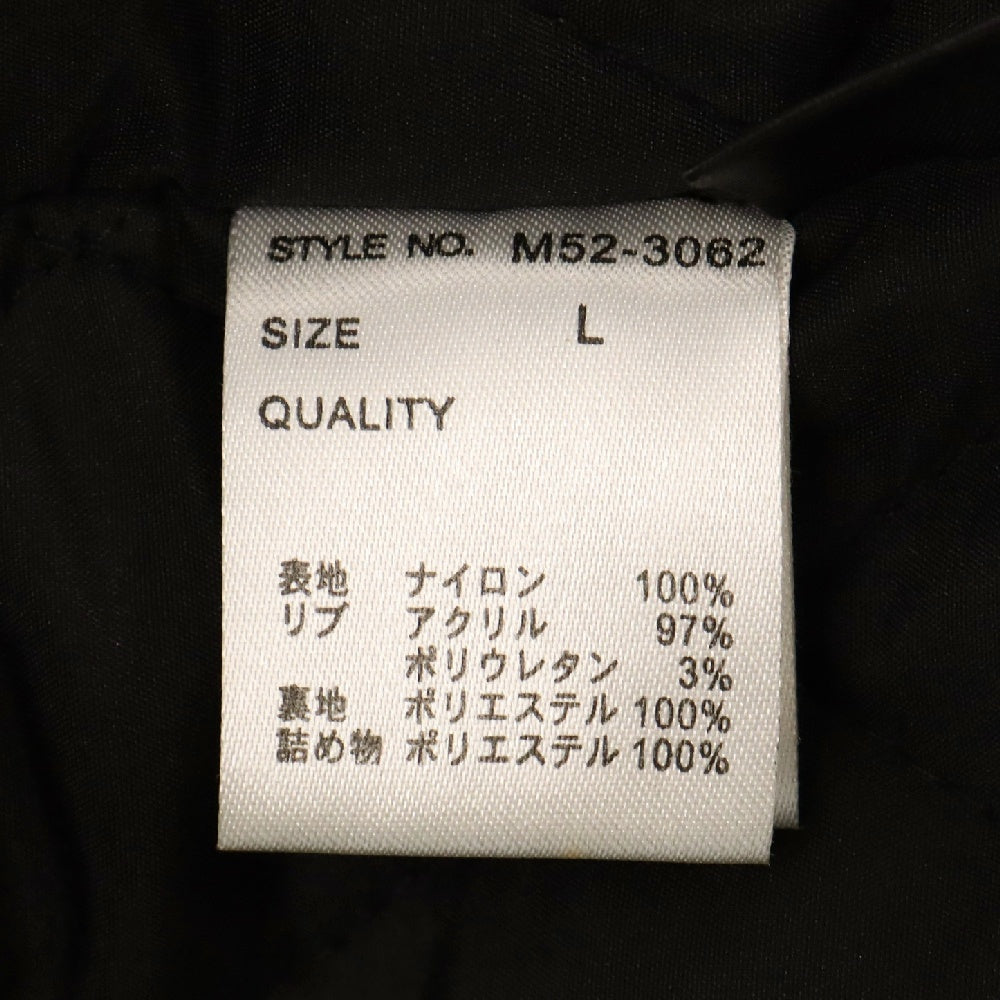 STYLE NO. M52-3062
SIZE L
QUALITY
表地 ナイロン 100%
リブ アクリル 97%
ポリウレタン 3%
裏地 ポリエステル 100%
詰め物 ポリエステル 100%